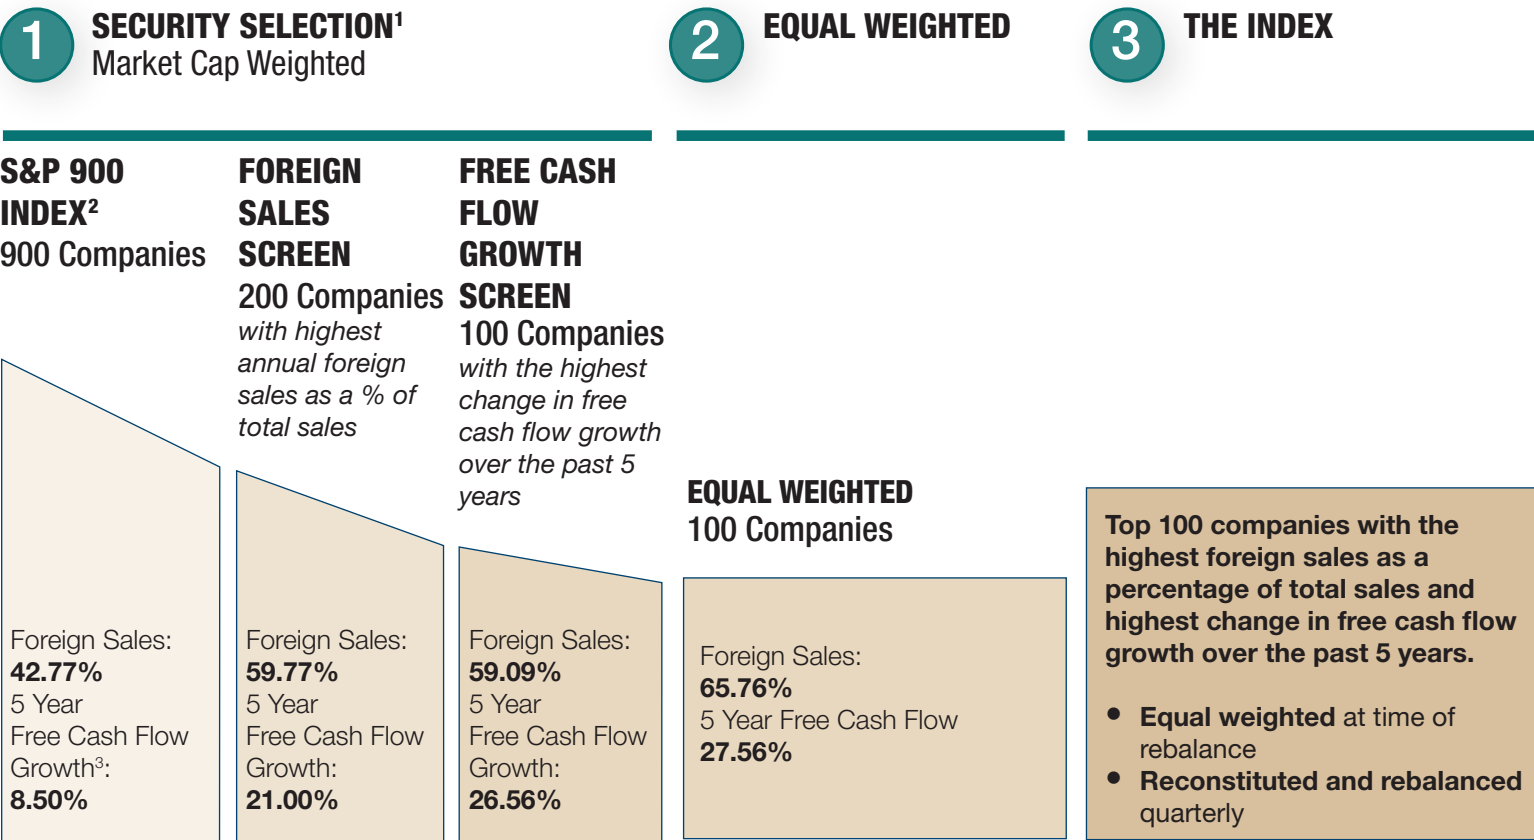 1
SECURITY SELECTION¹
Market Cap Weighted
2
EQUAL WEIGHTED
3
THE INDEX
S&P 900
INDEX²
900 Companies
FOREIGN
SALES
SCREEN
200 Companies
with highest
annual foreign
sales as a % of
total sales
FREE CASH
FLOW
GROWTH
SCREEN
100 Companies
with the highest
change in free
cash flow growth
over the past 5
years
EQUAL WEIGHTED
100 Companies
Foreign Sales:
42.77%
5 Year
Free Cash Flow
Growth³:
8.50%
Foreign Sales:
59.77%
5 Year
Free Cash Flow
Growth:
21.00%
Foreign Sales:
59.09%
5 Year
Free Cash Flow
Growth:
26.56%
Foreign Sales:
65.76%
5 Year Free Cash Flow
27.56%
Top 100 companies with the
highest foreign sales as a
percentage of total sales and
highest change in free cash flow
growth over the past 5 years.
• Equal weighted at time of
rebalance
• Reconstituted and rebalanced
quarterly